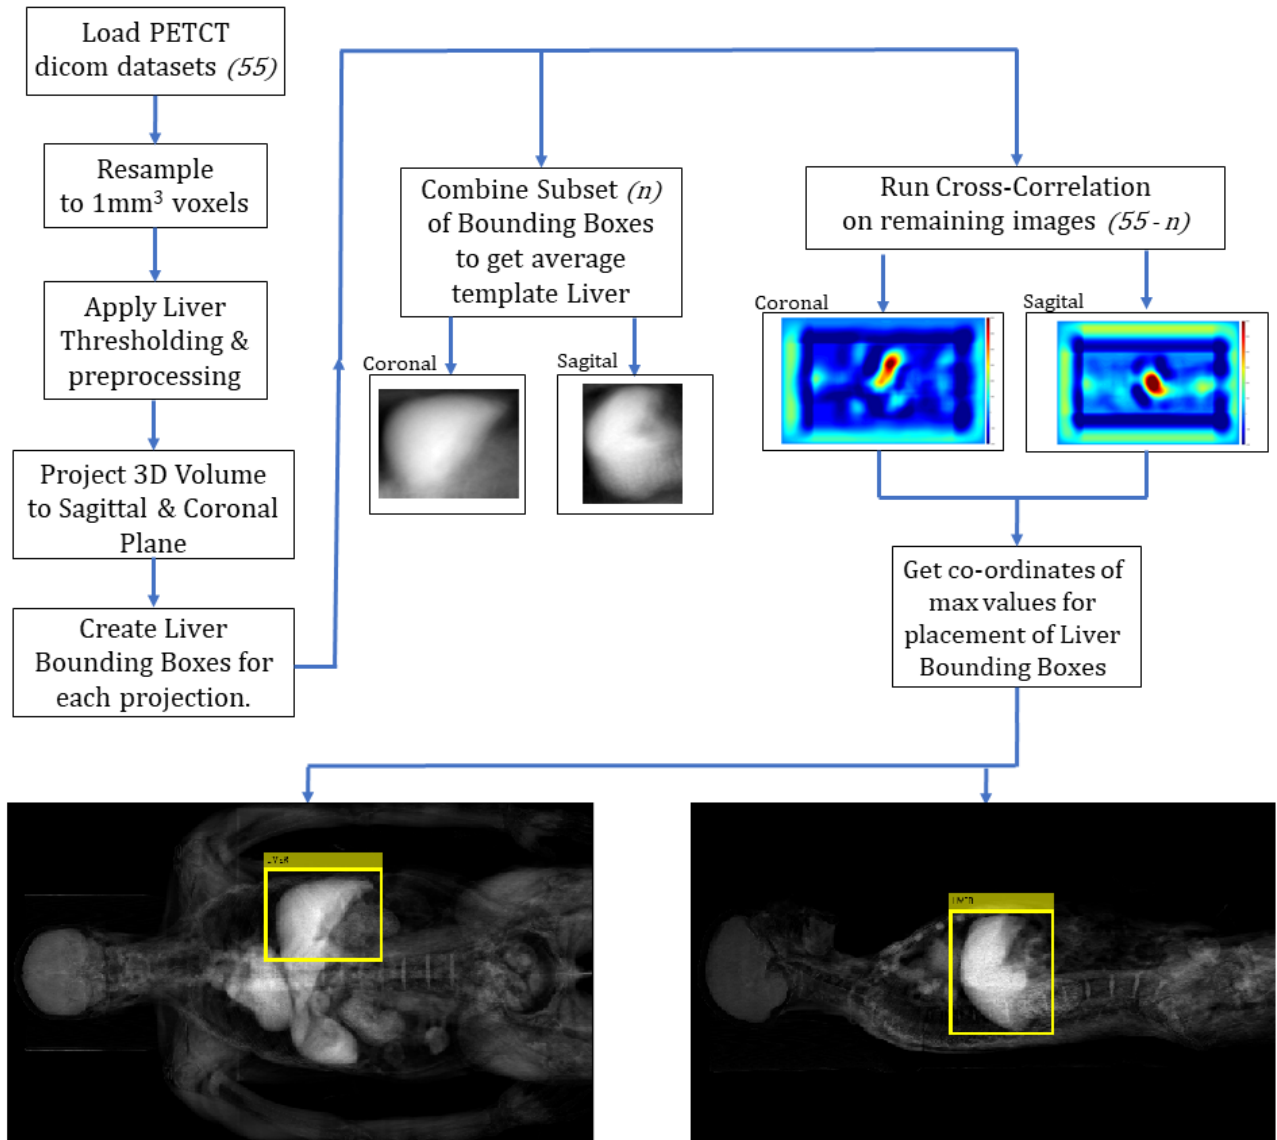 Load PETCT
dicom datasets (55)
Resample
to 1mm³ voxels
Apply Liver
Thresholding &
preprocessing
Project 3D Volume
to Sagittal & Coronal
Plane
Create Liver
Bounding Boxes for
each projection.
Combine Subset (n)
of Bounding Boxes
to get average
template Liver
Coronal
Sagital
Run Cross-Correlation
on remaining images (55-n)
Coronal
Sagital
Get co-ordinates of
max values for
placement of Liver
Bounding Boxes
LIVER
LIVER